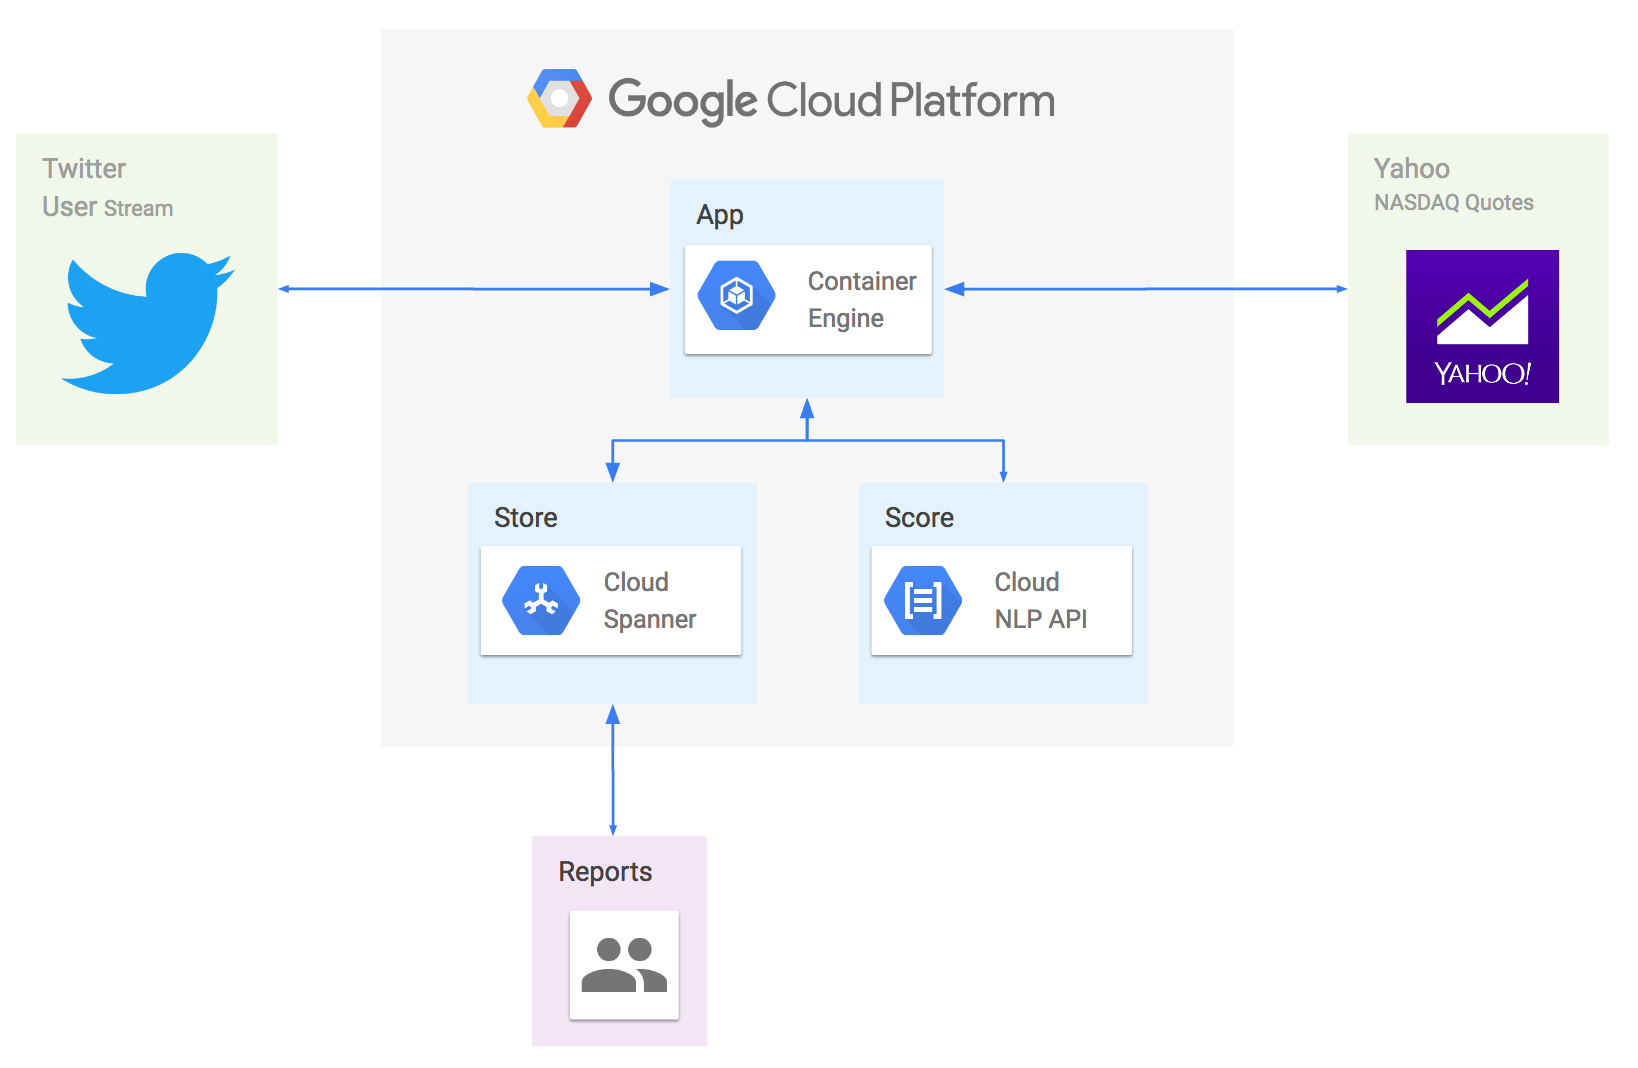 Google Cloud Platform
Twitter
User Stream
Yahoo
NASDAQ Quotes
YAHOO!
App
Container
Engine
Store
Cloud
Spanner
Score
Cloud
NLP API
Reports